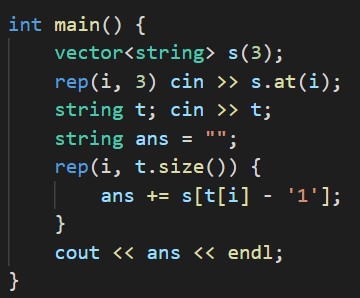 int main() {
    vector<string> s(3);
    rep(i, 3) cin >> s.at(i);
    string t; cin >> t;
    string ans = "";
    rep(i, t.size()) {
        ans += s[t[i] - '1'];
    }
    cout << ans << endl;
}